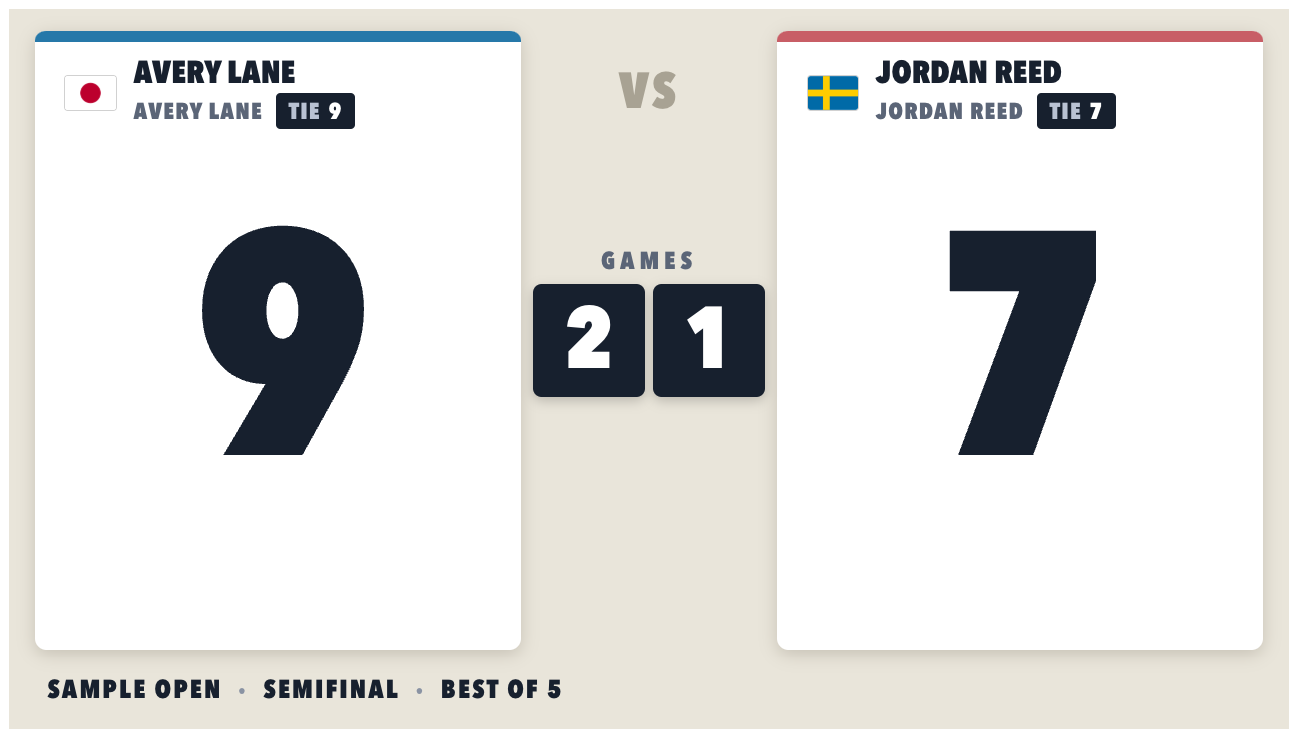 AVERY LANE
AVERY LANE TIE 9
9
VS
GAMES
2 1
JORDAN REED
JORDAN REED TIE 7
7
SAMPLE OPEN • SEMIFINAL • BEST OF 5